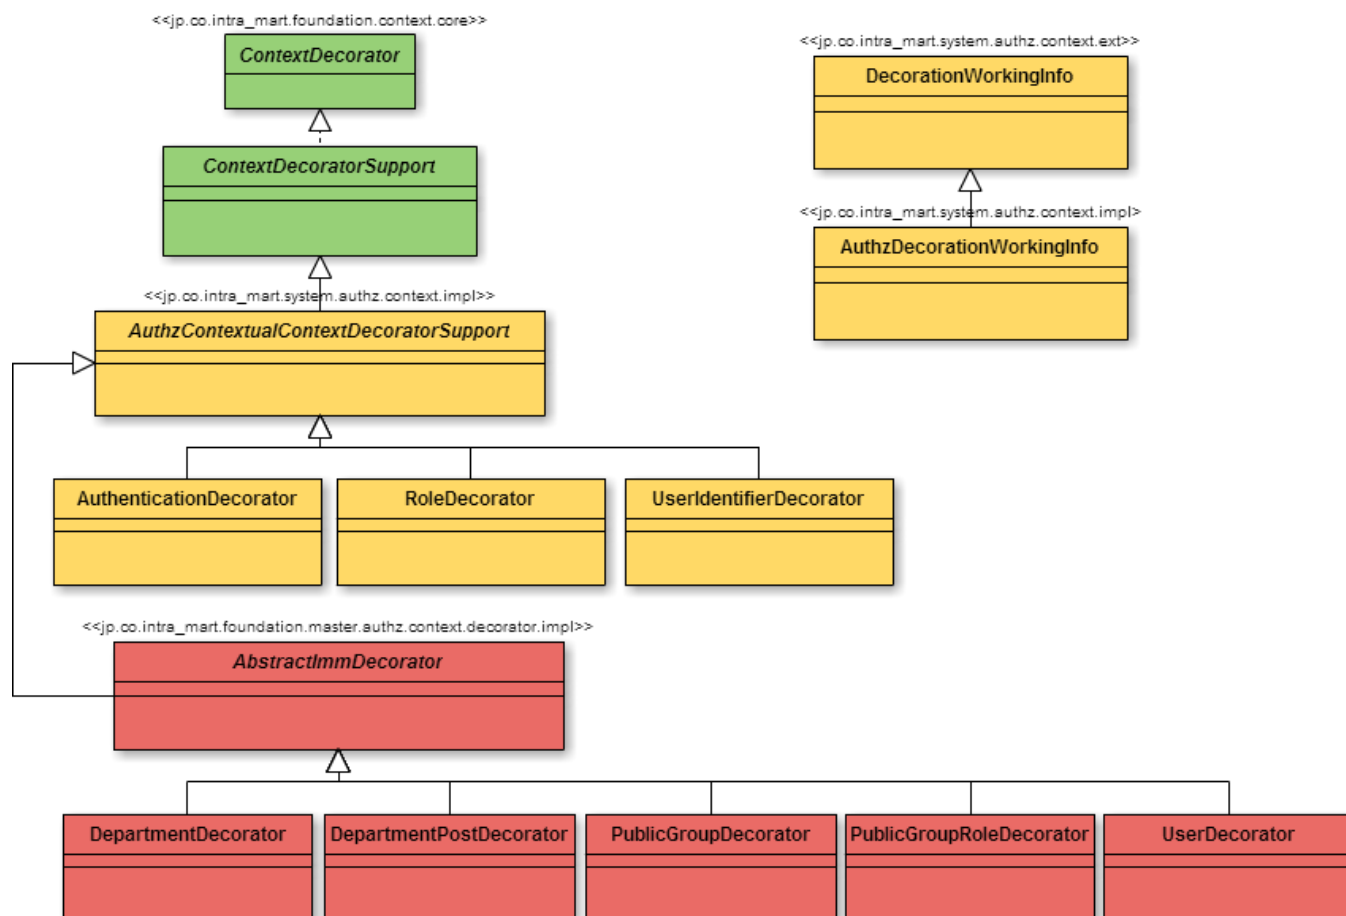 <<jp.co.intra_mart.foundation.context.core>>
ContextDecorator
ContextDecoratorSupport
<<jp.co.intra_mart.system.authz.context.impl>>
AuthzContextualContextDecoratorSupport
AuthenticationDecorator
RoleDecorator
UserIdentifierDecorator
<<jp.co.intra_mart.foundation.master.authz.context.decorator.impl>>
AbstractImmDecorator
DepartmentDecorator
DepartmentPostDecorator
PublicGroupDecorator
PublicGroupRoleDecorator
UserDecorator
<<jp.co.intra_mart.system.authz.context.ext>>
DecorationWorkingInfo
<<jp.co.intra_mart.system.authz.context.impl>
AuthzDecorationWorkingInfo